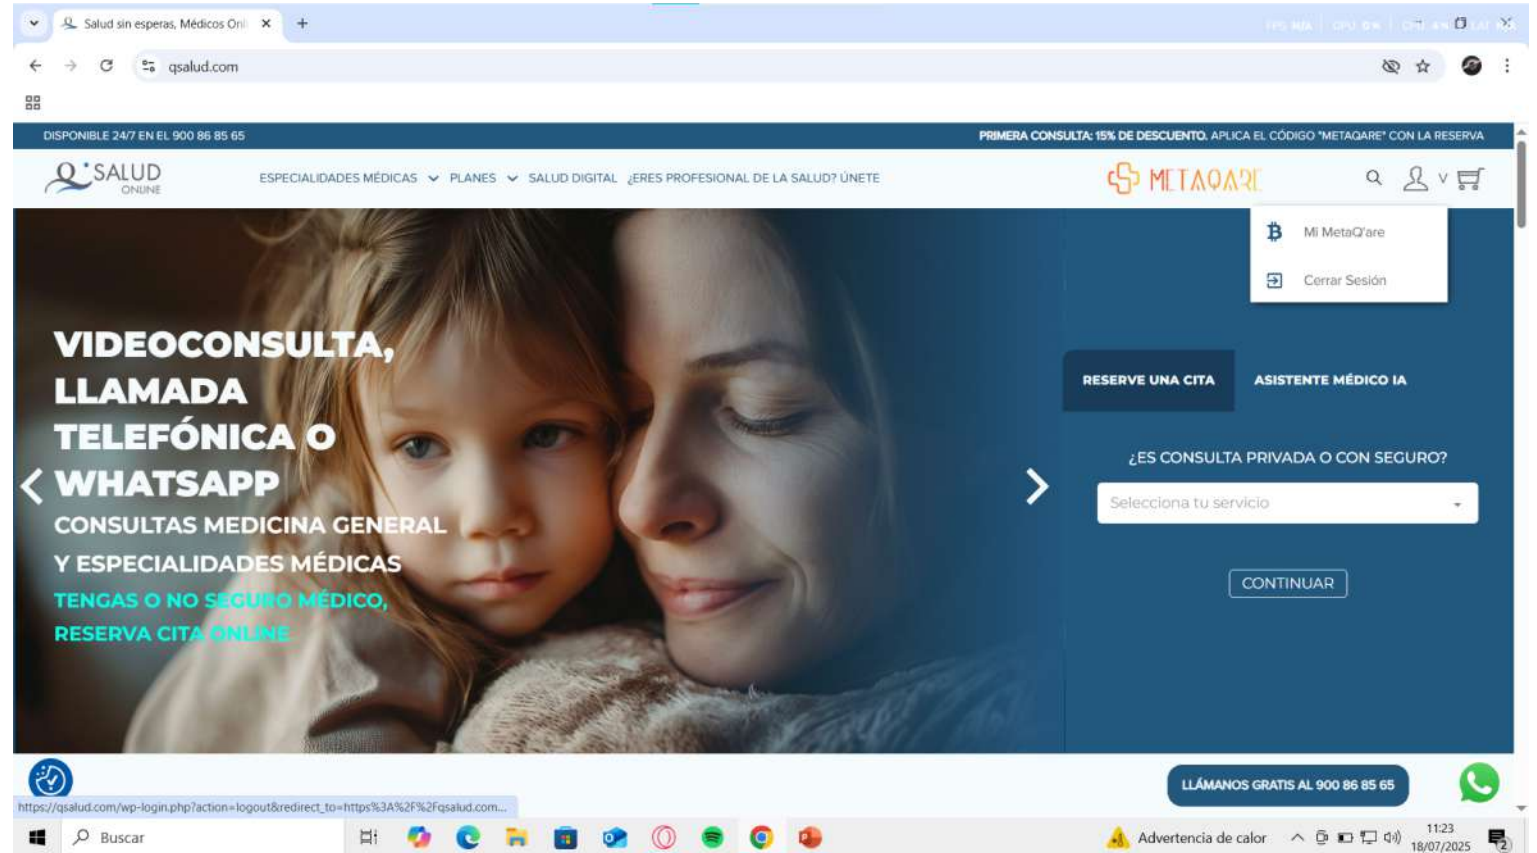 Salud sin esperas, Médicos Onli
qsalud.com
DISPONIBLE 24/7 EN EL 900 86 85 65
PRIMERA CONSULTA: 15% DE DESCUENTO. APLICA EL CÓDIGO "METAQARE" CON LA RESERVA
SALUD
ONLINE
ESPECIALIDADES MÉDICAS PLANES SALUD DIGITAL ¿ERES PROFESIONAL DE LA SALUD? ÚNETE
METAQARE
Mi MetaQ'are
Cerrar Sesión
VIDEOCONSULTA,
LLAMADA
TELEFÓNICA O
WHATSAPP
CONSULTAS MEDICINA GENERAL
Y ESPECIALIDADES MÉDICAS
TENGAS O NO SEGURO MÉDICO,
RESERVA CITA ONLINE
RESERVE UNA CITA ASISTENTE MÉDICO IA
¿ES CONSULTA PRIVADA O CON SEGURO?
Selecciona tu servicio
CONTINUAR
LLÁMANOS GRATIS AL 900 86 85 65
https://qsalud.com/wp-login.php?action=logout&redirect_to=https%3A%2F%2Fqsalud.com...
Buscar
Advertencia de calor
11:23
18/07/2025
2